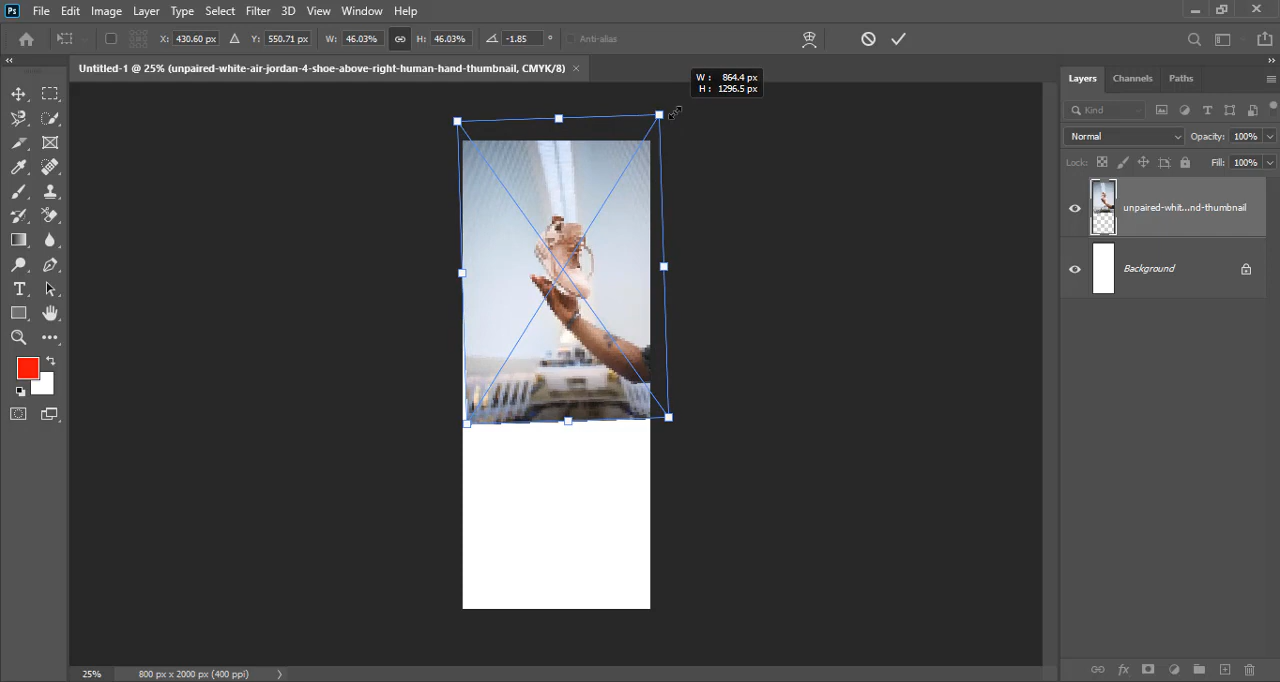 Ps File Edit Image Layer Type Select Filter 3D View Window Help
X: 430.60 px Y: 550.71 px W: 46.03% H: 46.03% -1.85 ° Anti-alias
Untitled-1 @ 25% (unpaired-white-air-jordan-4-shoe-above-right-human-hand-thumbnail, CMYK/8) ×
W : 864.4 px
H : 1296.5 px
Layers Channels Paths
Kind
Normal Opacity: 100%
Lock: Fill: 100%
unpaired-whit...nd-thumbnail
Background
25% 800 px x 2000 px (400 ppi)